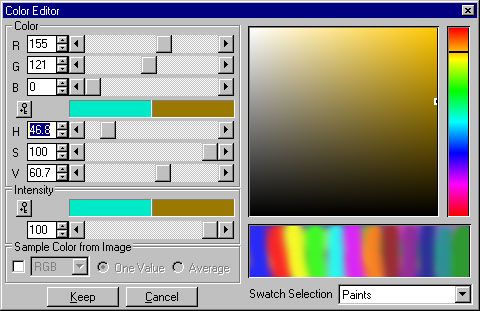 Color Editor
Color
R 155
G 121
B 0
H 46.8
S 100
V 60.7
Intensity
100
Sample Color from Image
RGB One Value Average
Keep Cancel
Swatch Selection Paints